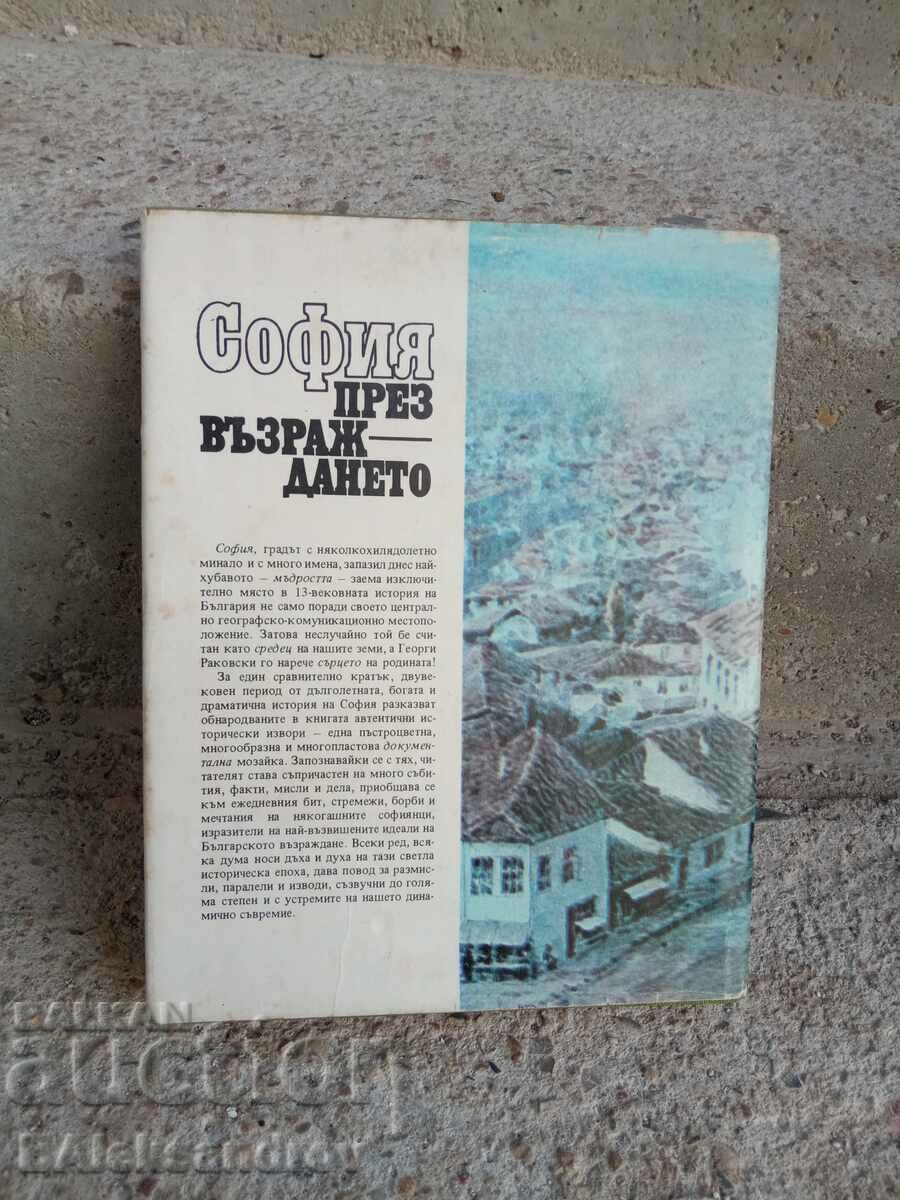 София
ПРЕЗ
ВЪЗРАЖ—
ДАНЕТО
София, градът с няколкохилядолетно
минало и с много имена, запазил днес най-
хубавото — мъдростта — заема изключи-
телно място в 13-вековната история на
България не само поради своето централ-
но географско-комуникационно местопо-
ложение. Затова неслучайно той бе счи-
тан като средец на нашите земи, а Георги
Раковски го нарече сърцето на родината!
За един сравнително кратък, двуве-
ковен период от дълголетната, богата и
драматична история на София разказват
обнародваните в книгата автентични ис-
торически извори — една пъстроцветна,
многообразна и многопластова докумен-
тална мозайка. Запознавайки се с тях, чи-
тателят става съпричастен на много съби-
тия, факти, мисли и дела, приобщава се
към ежедневния бит, стремежи, борби и
мечтания на някогашните софиянци,
изразители на най-възвишените идеали на
Българското възраждане. Всеки ред, вся-
ка дума носи дъха и духа на тази светла
историческа епоха, дава повод за размис-
ли, паралели и изводи, съзвучни до голя-
ма степен и с устремите на нашето дина-
мично съвремие.
BALKAN
auction
EAleksandrov